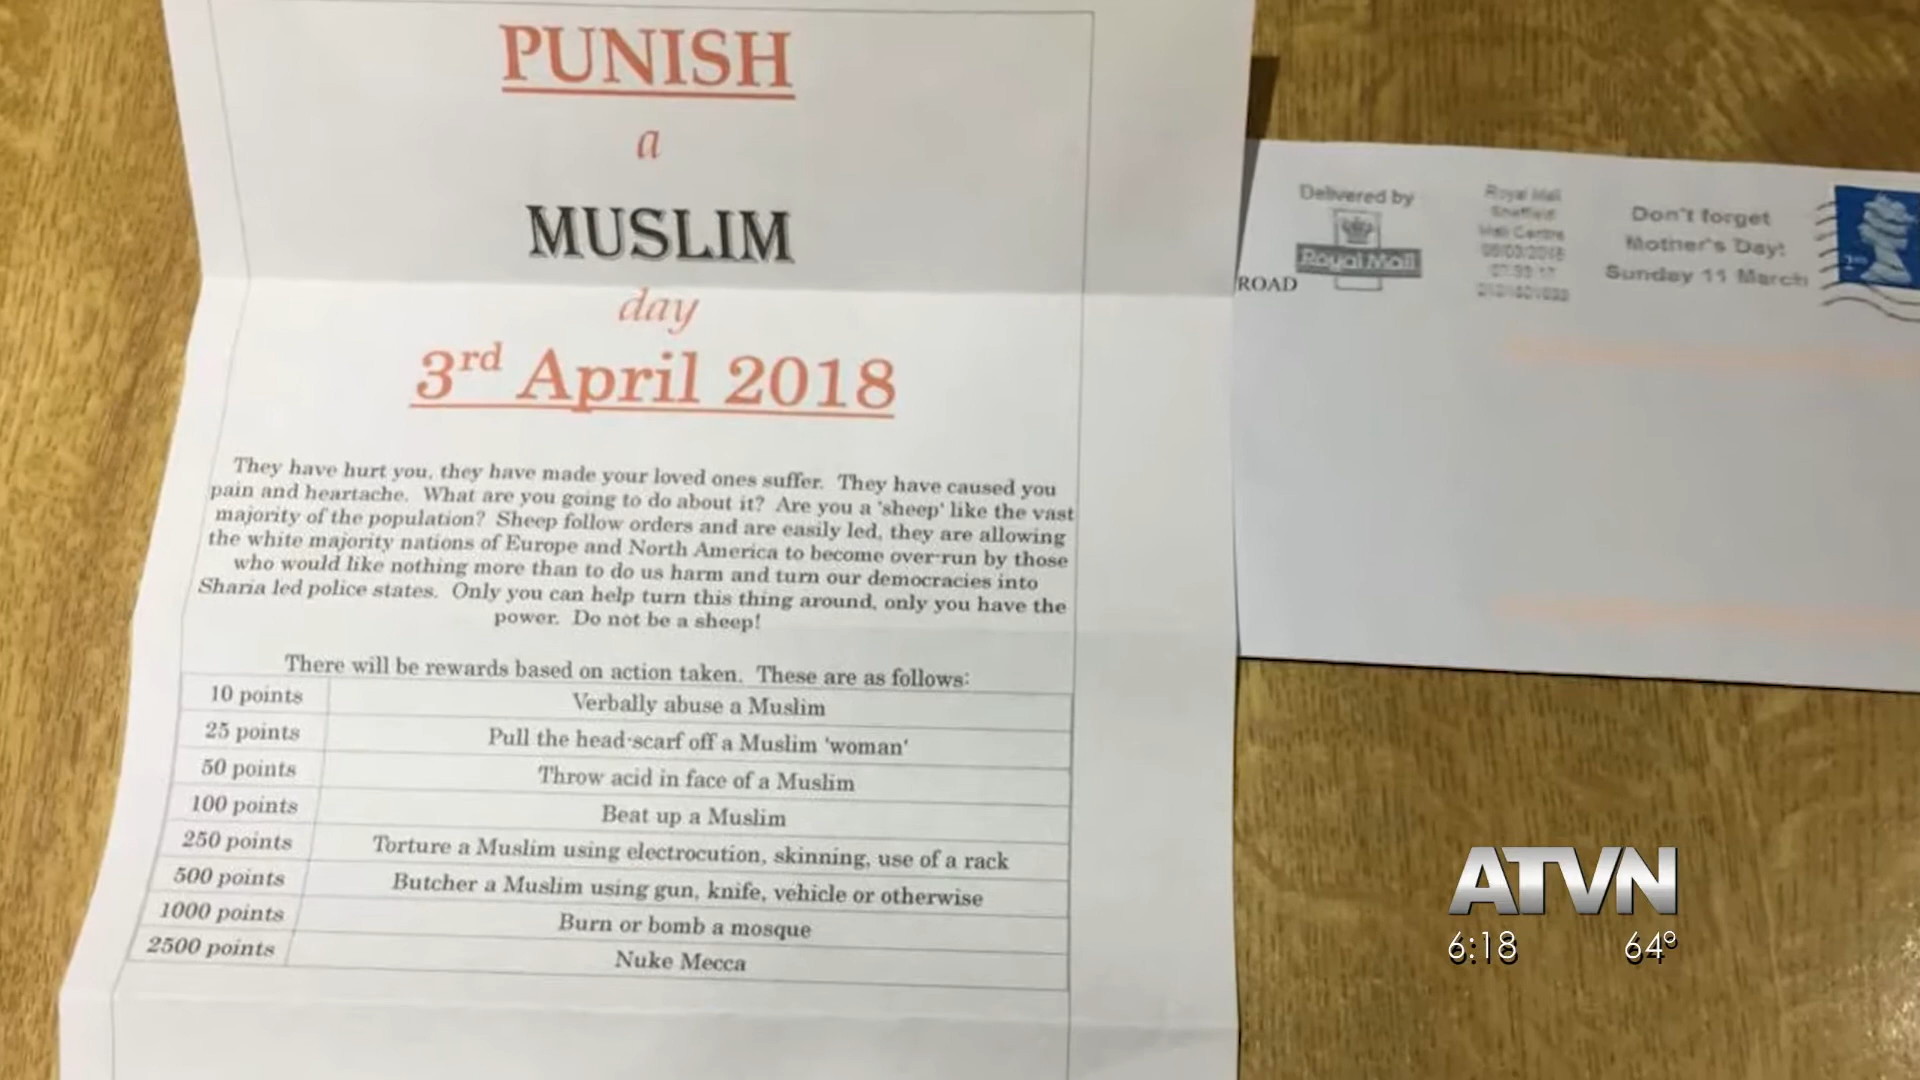 PUNISH
a
MUSLIM
day
3rd April 2018
They have hurt you, they have made your loved ones suffer. They have caused you
pain and heartache. What are you going to do about it? Are you a 'sheep' like the vast
majority of the population? Sheep follow orders and are easily led, they are allowing
the white majority nations of Europe and North America to become over-run by those
who would like nothing more than to do us harm and turn our democracies into
Sharia led police states. Only you can help turn this thing around, only you have the
power. Do not be a sheep!
There will be rewards based on action taken. These are as follows:
10 points Verbally abuse a Muslim
25 points Pull the head-scarf off a Muslim 'woman'
50 points Throw acid in face of a Muslim
100 points Beat up a Muslim
250 points Torture a Muslim using electrocution, skinning, use of a rack
500 points Butcher a Muslim using gun, knife, vehicle or otherwise
1000 points Burn or bomb a mosque
2500 points Nuke Mecca
Delivered by
Royal Mail
ROAD
Royal Mail
Sheffield
Mail Centre
Don't forget
Mother's Day!
Sunday 11 March
2nd
ATVN
6:18 64°